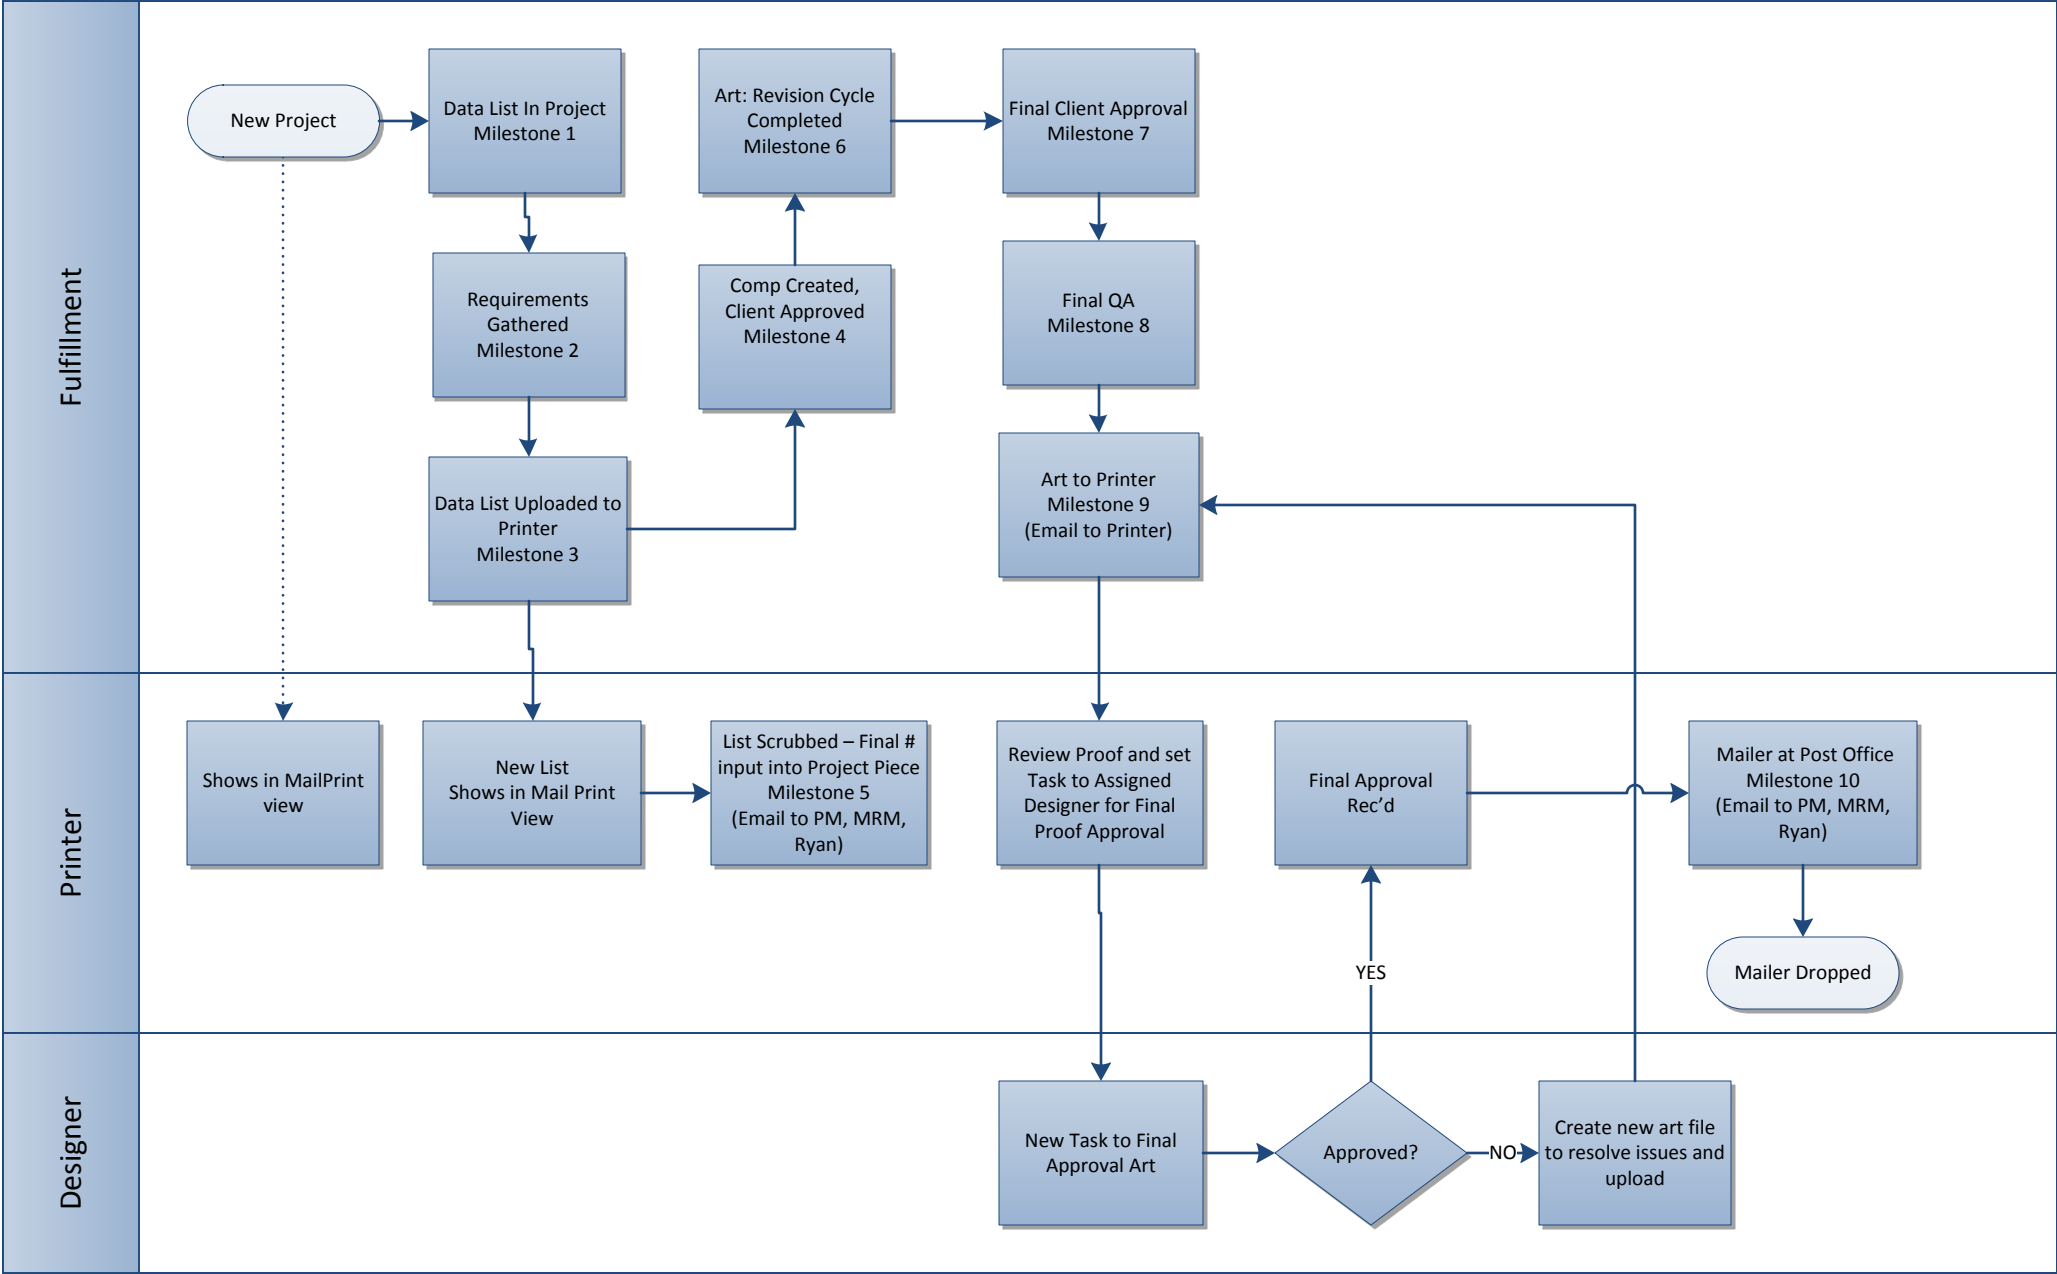 Fulfillment
New Project
Data List In Project
Milestone 1
Requirements
Gathered
Milestone 2
Data List Uploaded to
Printer
Milestone 3
Art: Revision Cycle
Completed
Milestone 6
Comp Created,
Client Approved
Milestone 4
Final Client Approval
Milestone 7
Final QA
Milestone 8
Art to Printer
Milestone 9
(Email to Printer)
Printer
Shows in MailPrint
view
New List
Shows in Mail Print
View
List Scrubbed – Final #
input into Project Piece
Milestone 5
(Email to PM, MRM,
Ryan)
Review Proof and set
Task to Assigned
Designer for Final
Proof Approval
Final Approval
Rec’d
Mailer at Post Office
Milestone 10
(Email to PM, MRM,
Ryan)
YES
Mailer Dropped
Designer
New Task to Final
Approval Art
Approved?
NO
Create new art file
to resolve issues and
upload